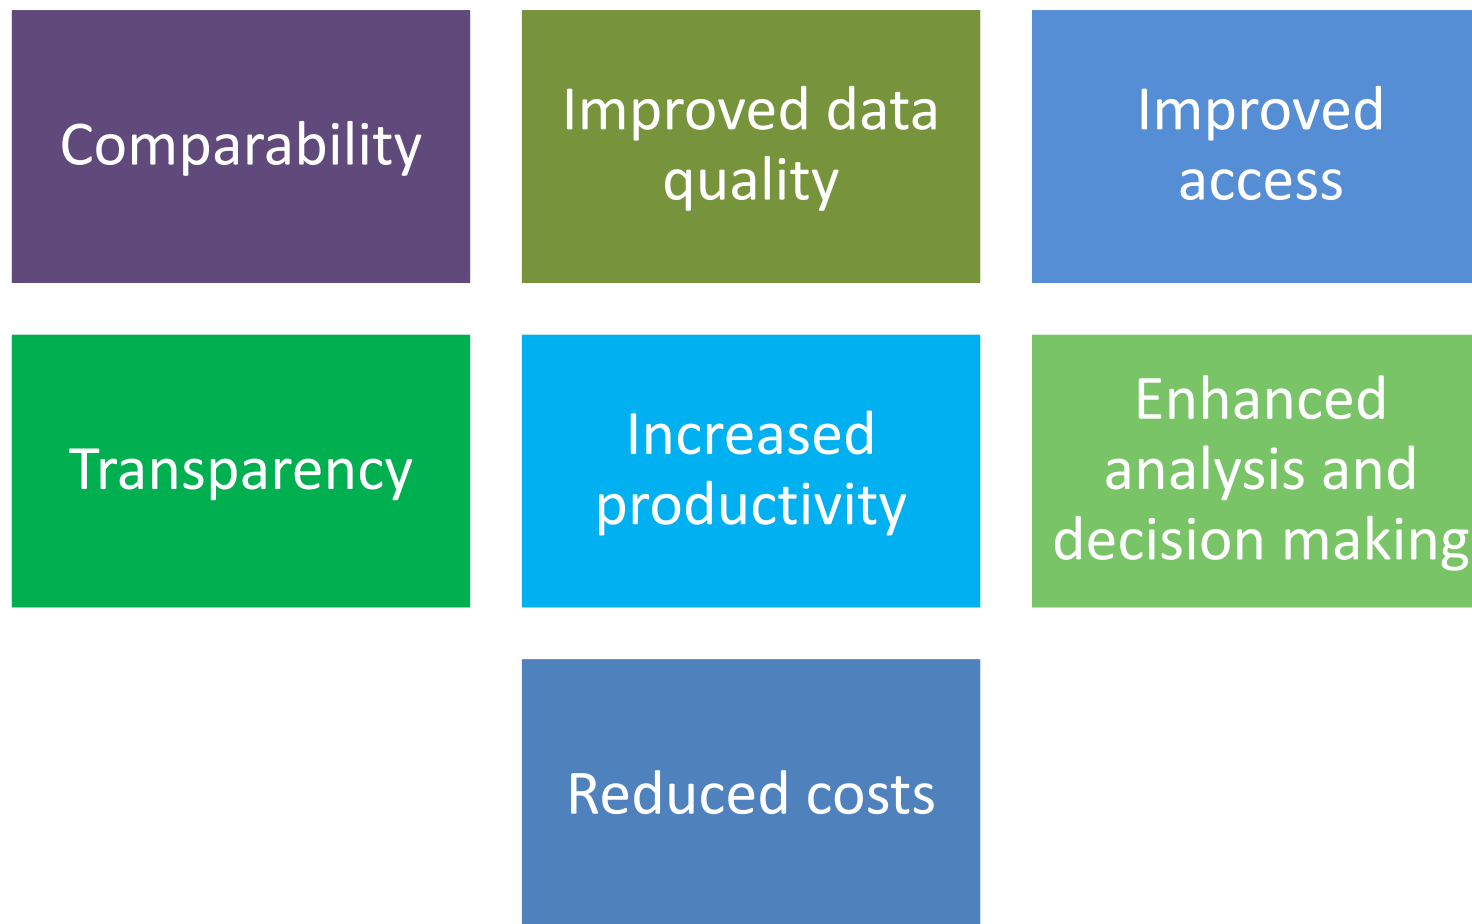 Comparability
Improved data
quality
Improved
access
Transparency
Increased
productivity
Enhanced
analysis and
decision making
Reduced costs